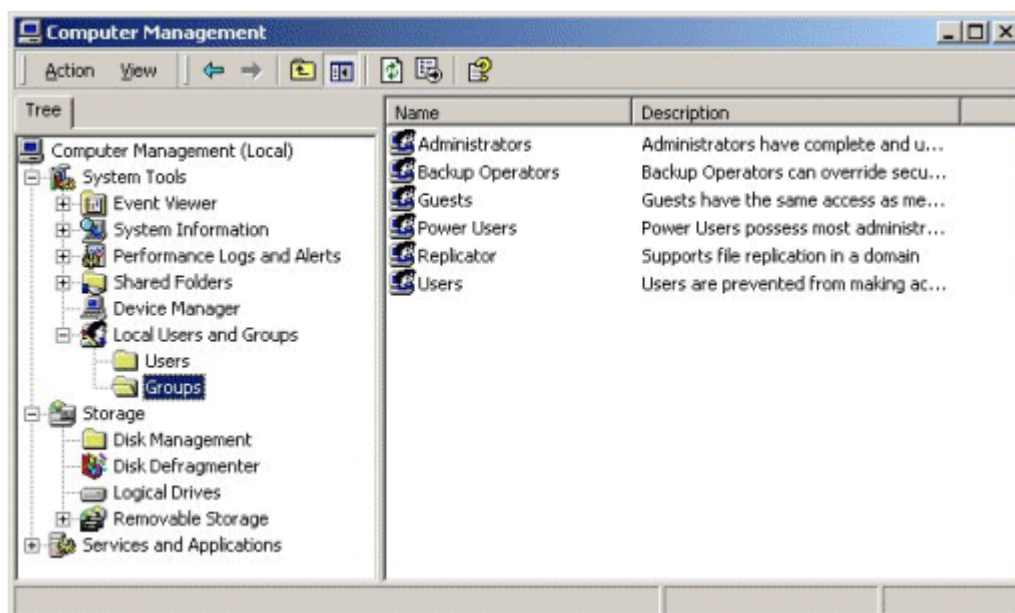 Computer Management
Action View
Tree
Name Description
Computer Management (Local)
System Tools
Event Viewer
System Information
Performance Logs and Alerts
Shared Folders
Device Manager
Local Users and Groups
Users
Groups
Storage
Disk Management
Disk Defragmenter
Logical Drives
Removable Storage
Services and Applications
Administrators Administrators have complete and u...
Backup Operators Backup Operators can override secu...
Guests Guests have the same access as me...
Power Users Power Users possess most administr...
Replicator Supports file replication in a domain
Users Users are prevented from making ac...